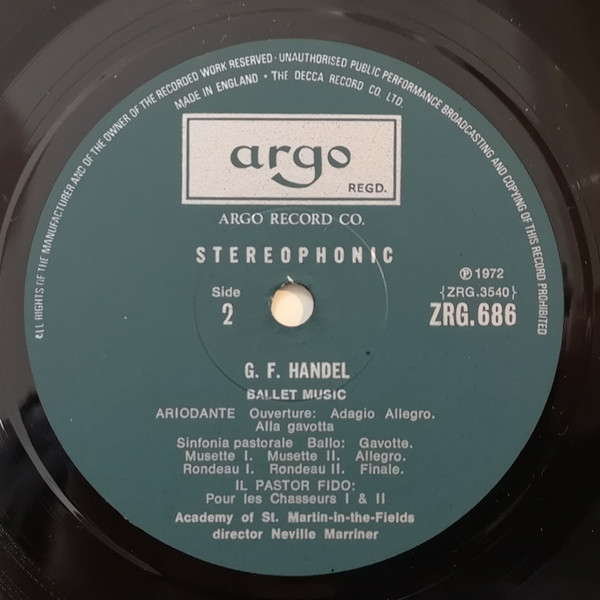 ALL RIGHTS OF THE MANUFACTURER AND OF THE OWNER OF THE RECORDED WORK RESERVED · UNAUTHORISED PUBLIC PERFORMANCE BROADCASTING AND COPYING OF THIS RECORD PROHIBITED
MADE IN ENGLAND • THE DECCA RECORD CO. LTD.
argo
REGD.
ARGO RECORD CO.
STEREOPHONIC
℗1972
Side
{ZRG.3540}
2
ZRG.686
G. F. HANDEL
BALLET MUSIC
ARIODANTE Ouverture: Adagio Allegro.
Alla gavotta
Sinfonia pastorale Ballo: Gavotte.
Musette I. Musette II. Allegro.
Rondeau I. Rondeau II. Finale.
IL PASTOR FIDO:
Pour les Chasseurs I & II
Academy of St. Martin-in-the-Fields
director Neville Marriner